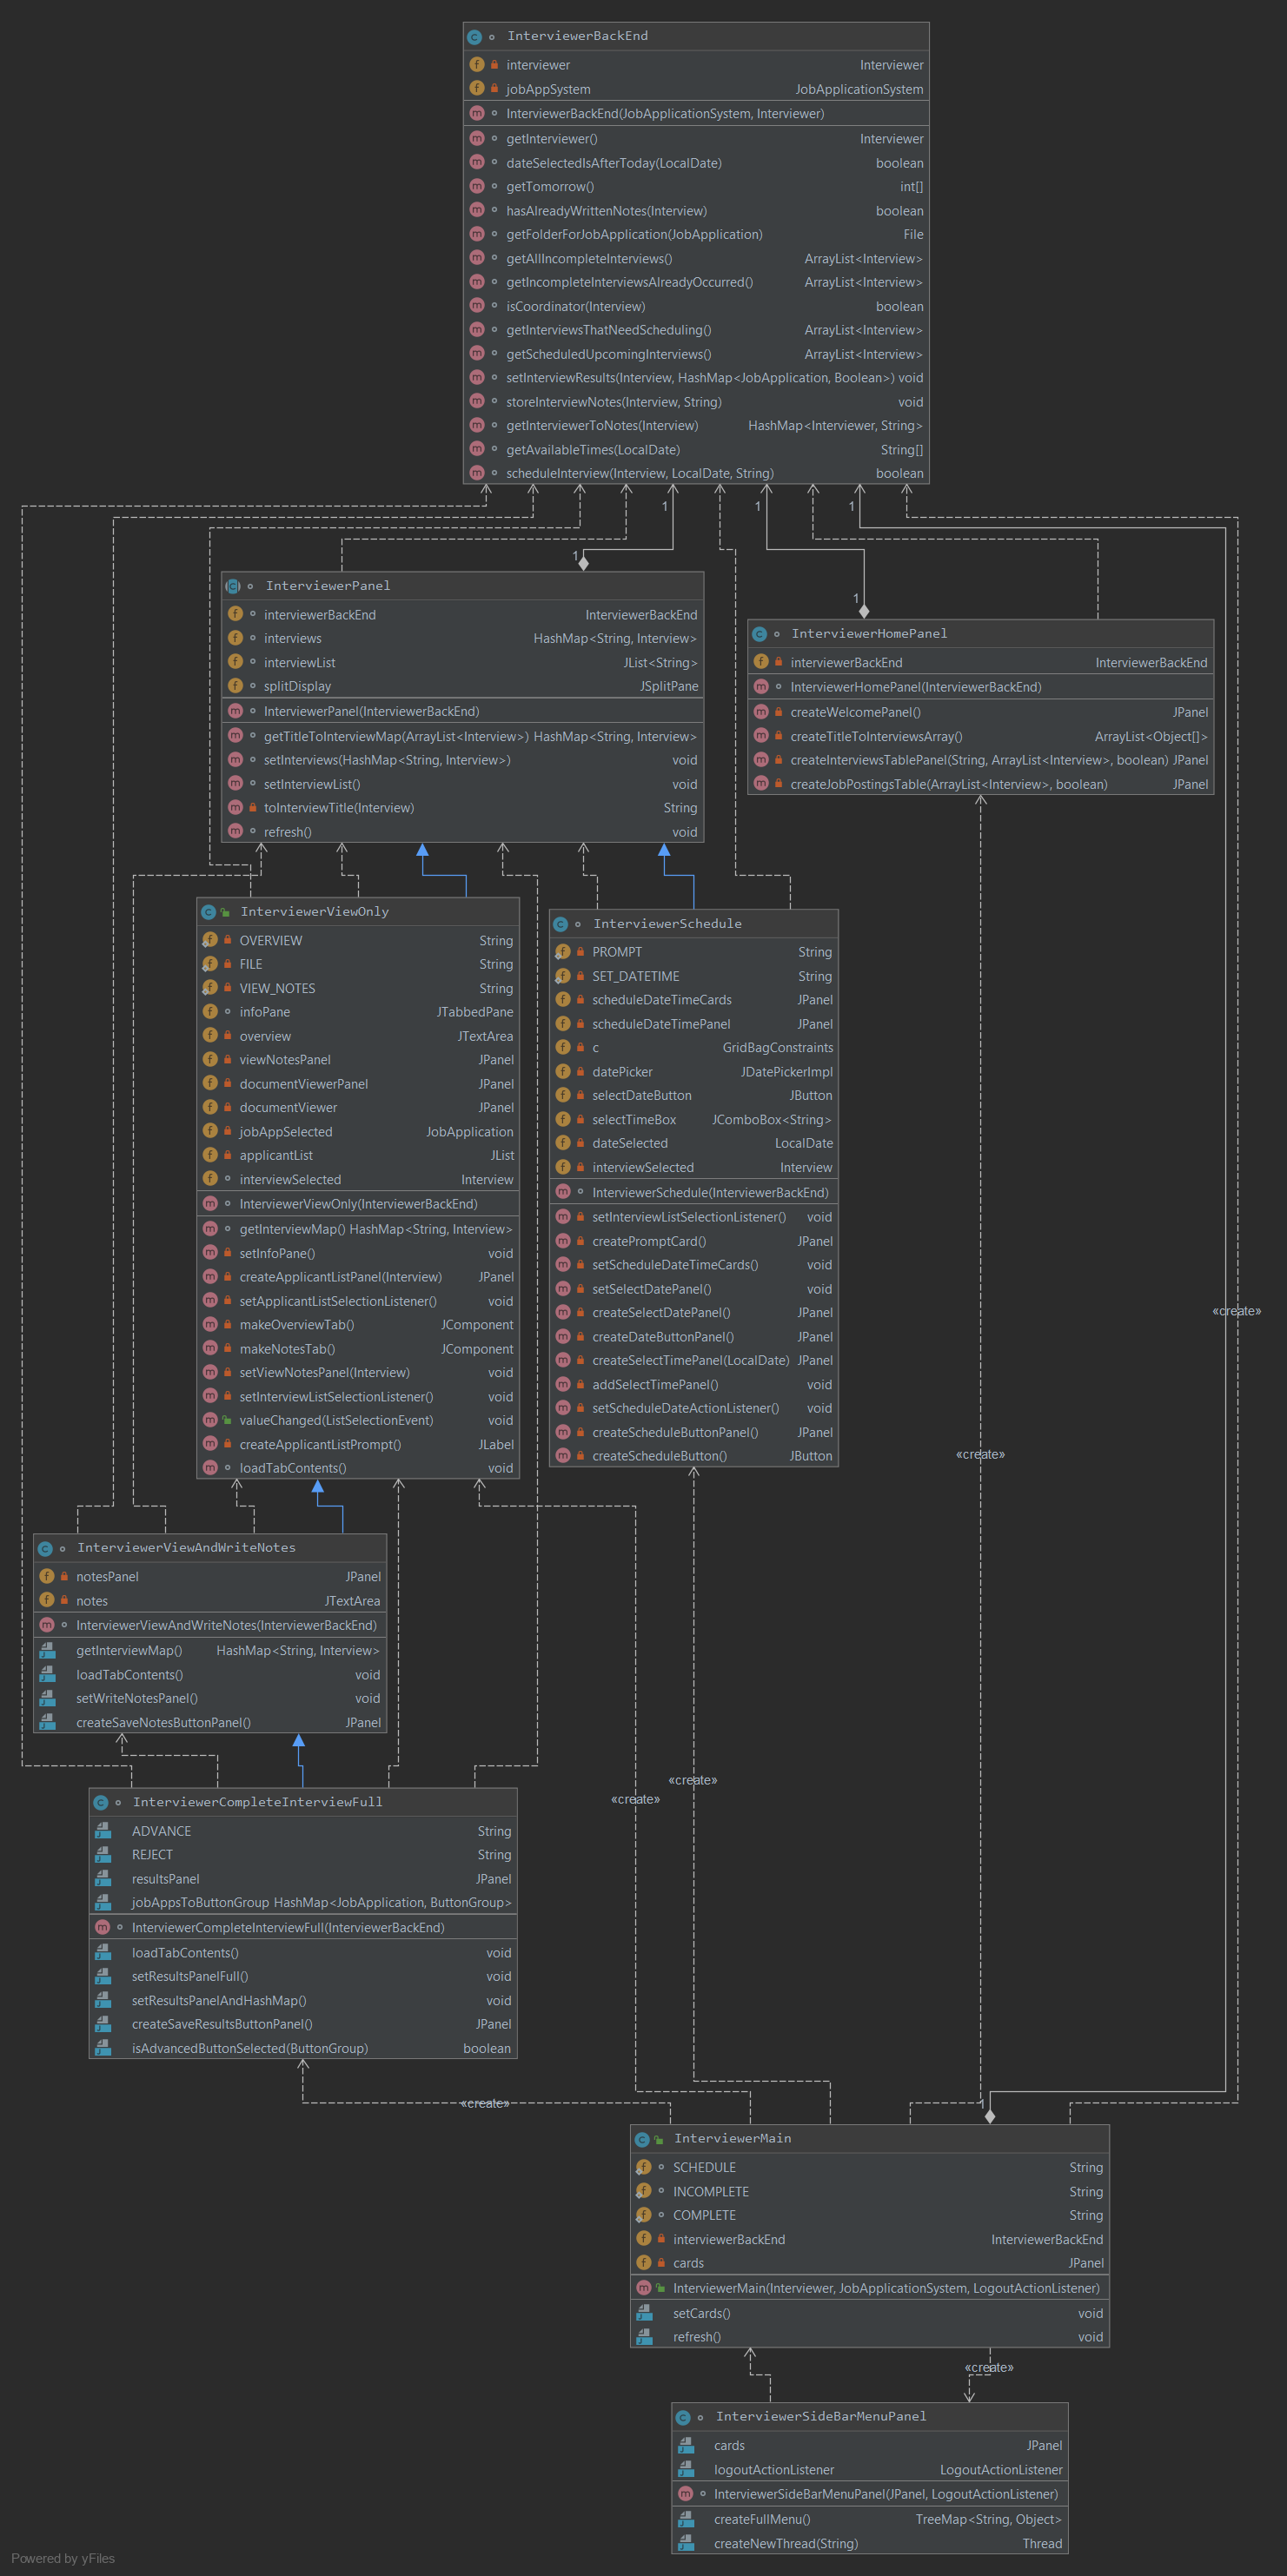 InterviewerBackEnd
interviewer Interviewer
jobAppSystem JobApplicationSystem
InterviewerBackEnd(JobApplicationSystem, Interviewer)
getInterviewer() Interviewer
dateSelectedIsAfterToday(LocalDate) boolean
getTomorrow() int[]
hasAlreadyWrittenNotes(Interview) boolean
getFolderForJobApplication(JobApplication) File
getAllIncompleteInterviews() ArrayList<Interview>
getIncompleteInterviewsAlreadyOccurred() ArrayList<Interview>
isCoordinator(Interview) boolean
getInterviewsThatNeedScheduling() ArrayList<Interview>
getScheduledUpcomingInterviews() ArrayList<Interview>
setInterviewResults(Interview, HashMap<JobApplication, Boolean>) void
storeInterviewNotes(Interview, String) void
getInterviewerToNotes(Interview) HashMap<Interviewer, String>
getAvailableTimes(LocalDate) String[]
scheduleInterview(Interview, LocalDate, String) boolean
1 1 1
1
1
InterviewerPanel
interviewerBackEnd InterviewerBackEnd
interviews HashMap<String, Interview>
interviewList JList<String>
splitDisplay JSplitPane
InterviewerPanel(InterviewerBackEnd)
getTitleToInterviewMap(ArrayList<Interview>) HashMap<String, Interview>
setInterviews(HashMap<String, Interview>) void
setInterviewList() void
toInterviewTitle(Interview) String
refresh() void
InterviewerHomePanel
interviewerBackEnd InterviewerBackEnd
InterviewerHomePanel(InterviewerBackEnd)
createWelcomePanel() JPanel
createTitleToInterviewsArray() ArrayList<Object[]>
createInterviewsTablePanel(String, ArrayList<Interview>, boolean) JPanel
createJobPostingsTable(ArrayList<Interview>, boolean) JPanel
InterviewerViewOnly
OVERVIEW String
FILE String
VIEW_NOTES String
infoPane JTabbedPane
overview JTextArea
viewNotesPanel JPanel
documentViewerPanel JPanel
documentViewer JPanel
jobAppSelected JobApplication
applicantList JList
interviewSelected Interview
InterviewerViewOnly(InterviewerBackEnd)
getInterviewMap() HashMap<String, Interview>
setInfoPane() void
createApplicantListPanel(Interview) JPanel
setApplicantListSelectionListener() void
makeOverviewTab() JComponent
makeNotesTab() JComponent
setViewNotesPanel(Interview) void
setInterviewListSelectionListener() void
valueChanged(ListSelectionEvent) void
createApplicantListPrompt() JLabel
loadTabContents() void
InterviewerSchedule
PROMPT String
SET_DATETIME String
scheduleDateTimeCards JPanel
scheduleDateTimePanel JPanel
c GridBagConstraints
datePicker JDatePickerImpl
selectDateButton JButton
selectTimeBox JComboBox<String>
dateSelected LocalDate
interviewSelected Interview
InterviewerSchedule(InterviewerBackEnd)
setInterviewListSelectionListener() void
createPromptCard() JPanel
setScheduleDateTimeCards() void
setSelectDatePanel() void
createSelectDatePanel() JPanel
createDateButtonPanel() JPanel
createSelectTimePanel(LocalDate) JPanel
addSelectTimePanel() void
setScheduleDateActionListener() void
createScheduleButtonPanel() JPanel
createScheduleButton() JButton
«create»
«create»
InterviewerViewAndWriteNotes
notesPanel JPanel
notes JTextArea
InterviewerViewAndWriteNotes(InterviewerBackEnd)
getInterviewMap() HashMap<String, Interview>
loadTabContents() void
setWriteNotesPanel() void
createSaveNotesButtonPanel() JPanel
«create»
«create»
InterviewerCompleteInterviewFull
ADVANCE String
REJECT String
resultsPanel JPanel
jobAppsToButtonGroup HashMap<JobApplication, ButtonGroup>
InterviewerCompleteInterviewFull(InterviewerBackEnd)
loadTabContents() void
setResultsPanelFull() void
setResultsPanelAndHashMap() void
createSaveResultsButtonPanel() JPanel
isAdvancedButtonSelected(ButtonGroup) boolean
«create»
1
InterviewerMain
SCHEDULE String
INCOMPLETE String
COMPLETE String
interviewerBackEnd InterviewerBackEnd
cards JPanel
InterviewerMain(Interviewer, JobApplicationSystem, LogoutActionListener)
setCards() void
refresh() void
«create»
InterviewerSideBarMenuPanel
cards JPanel
logoutActionListener LogoutActionListener
InterviewerSideBarMenuPanel(JPanel, LogoutActionListener)
createFullMenu() TreeMap<String, Object>
createNewThread(String) Thread
Powered by yFiles